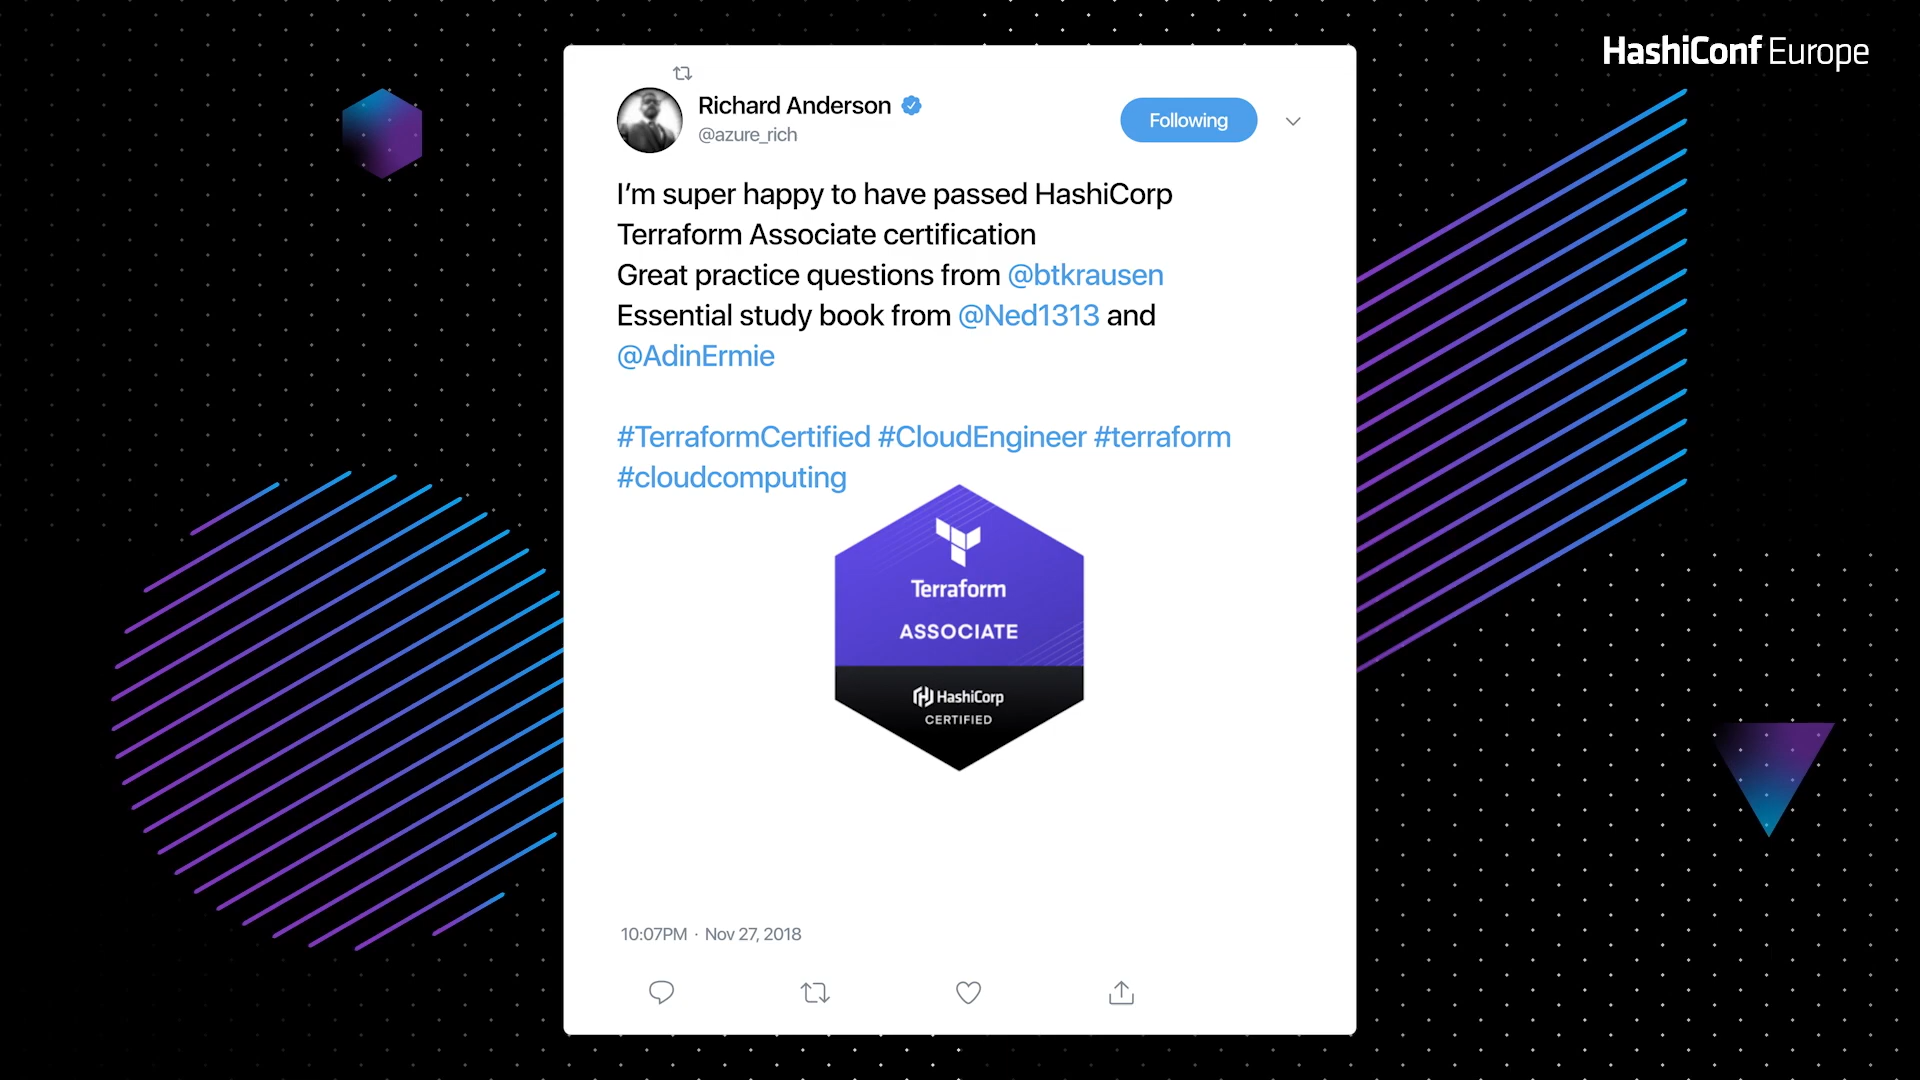 HashiConf Europe
Richard Anderson
@azure_rich
Following
I’m super happy to have passed HashiCorp
Terraform Associate certification
Great practice questions from @btkrausen
Essential study book from @Ned1313 and
@AdinErmie
#TerraformCertified #CloudEngineer #terraform
#cloudcomputing
Terraform
ASSOCIATE
HashiCorp
CERTIFIED
10:07PM · Nov 27, 2018